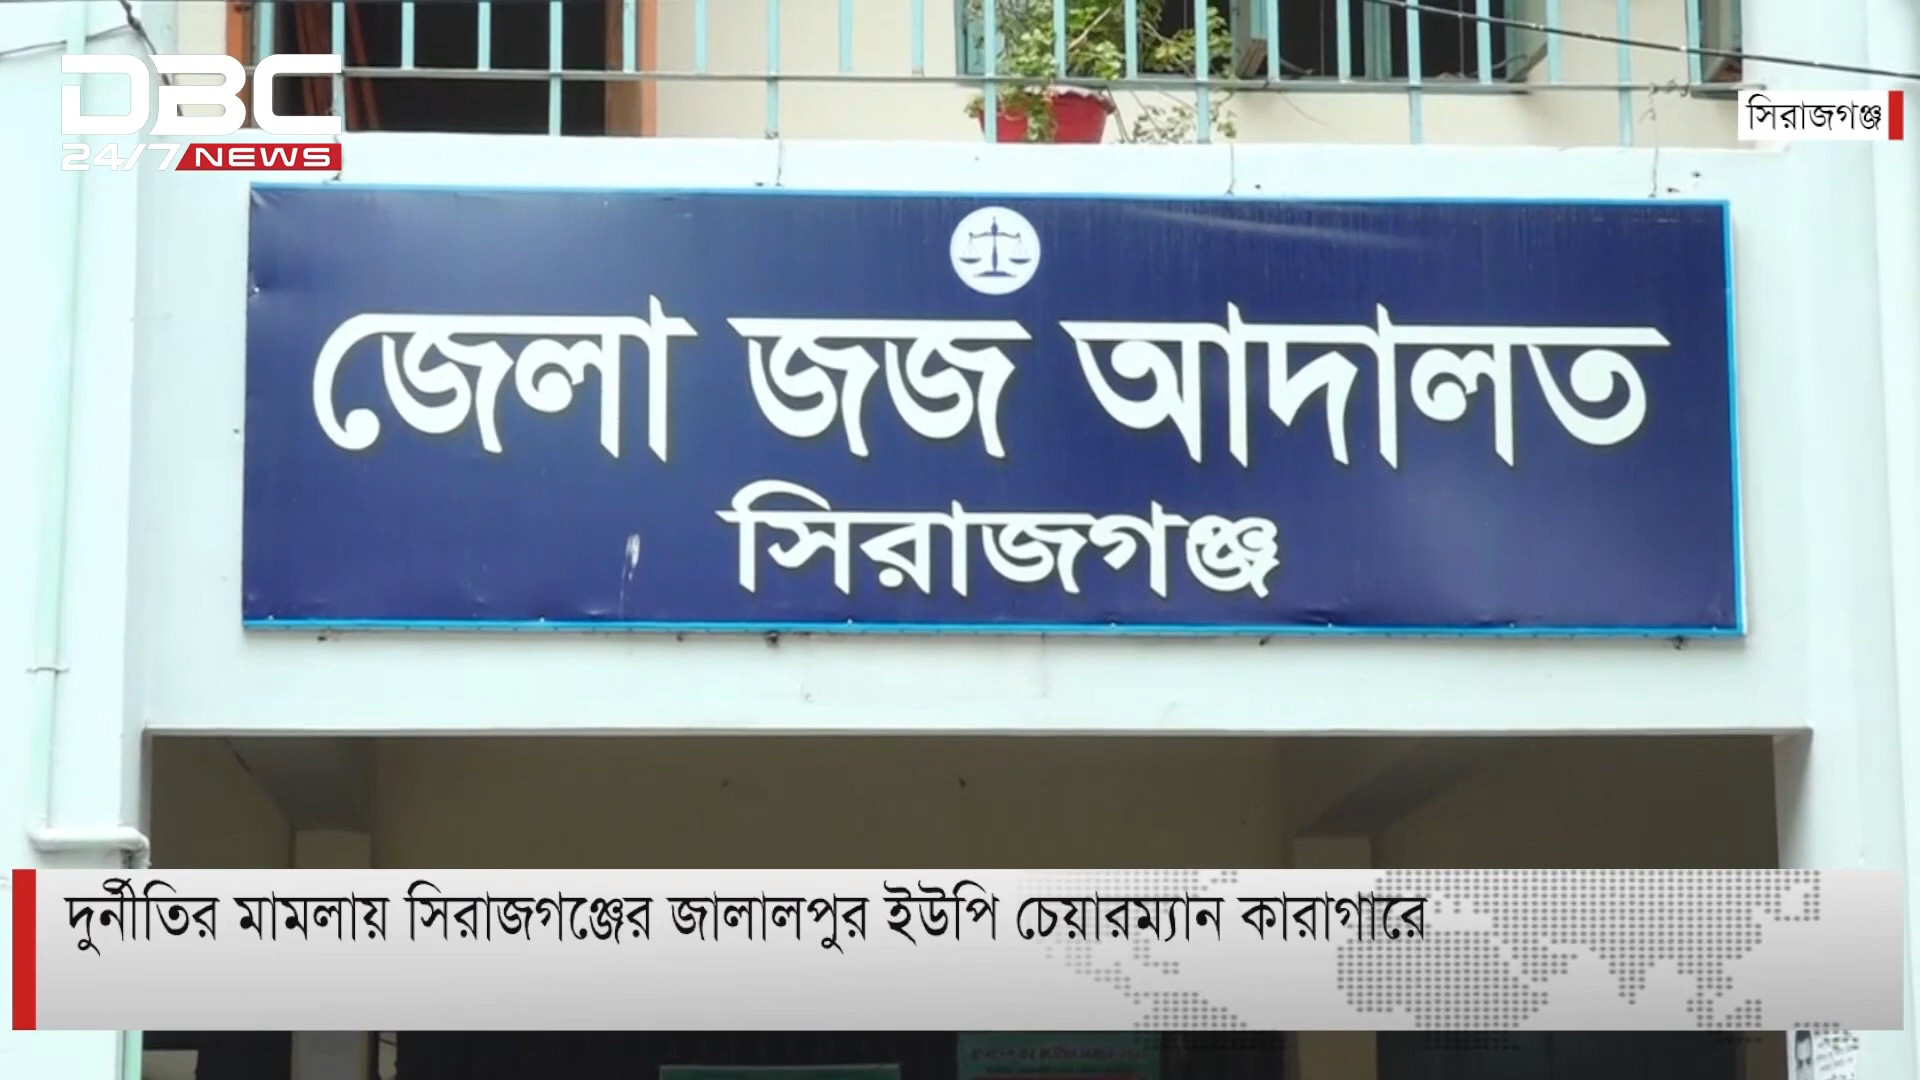 DBC
24/7 NEWS
সিরাজগঞ্জ
জেলা জজ আদালত
সিরাজগঞ্জ
দুর্নীতির মামলায় সিরাজগঞ্জের জালালপুর ইউপি চেয়ারম্যান কারাগারে